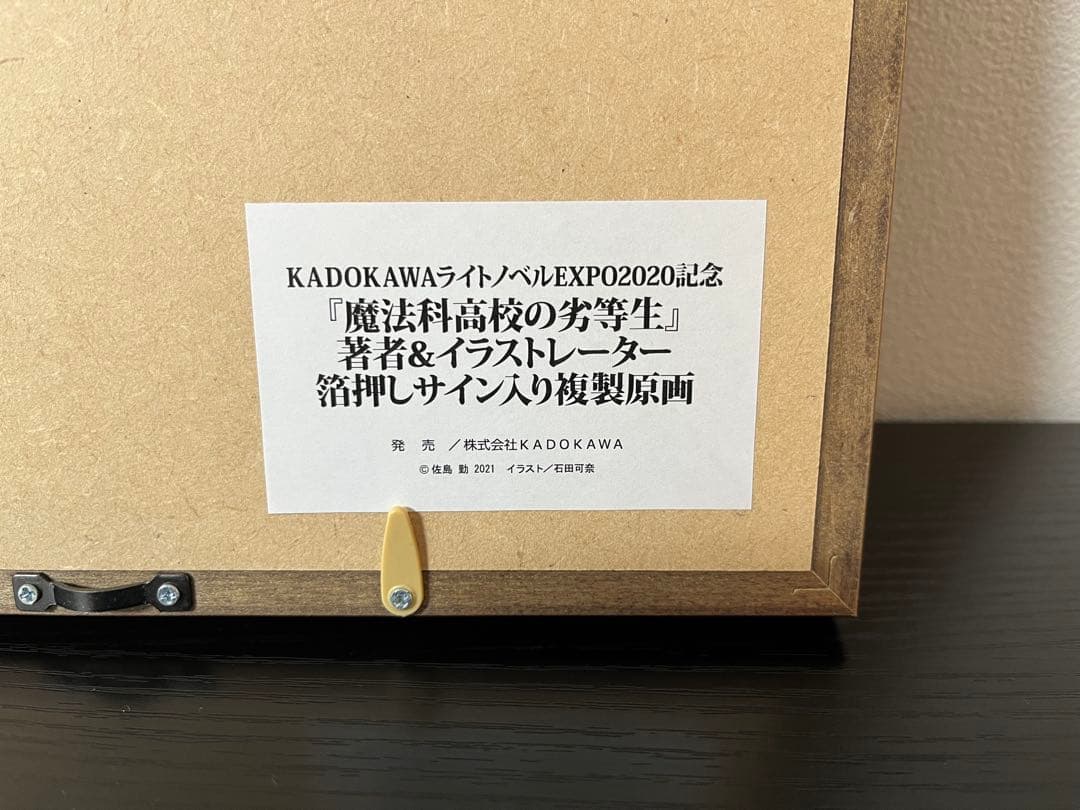 KADOKAWAライトノベルEXPO2020記念
『魔法科高校の劣等生』
著者&イラストレーター
箔押しサイン入り複製原画
発　売　／株式会社KADOKAWA
©佐島 勤 2021　イラスト／石田可奈